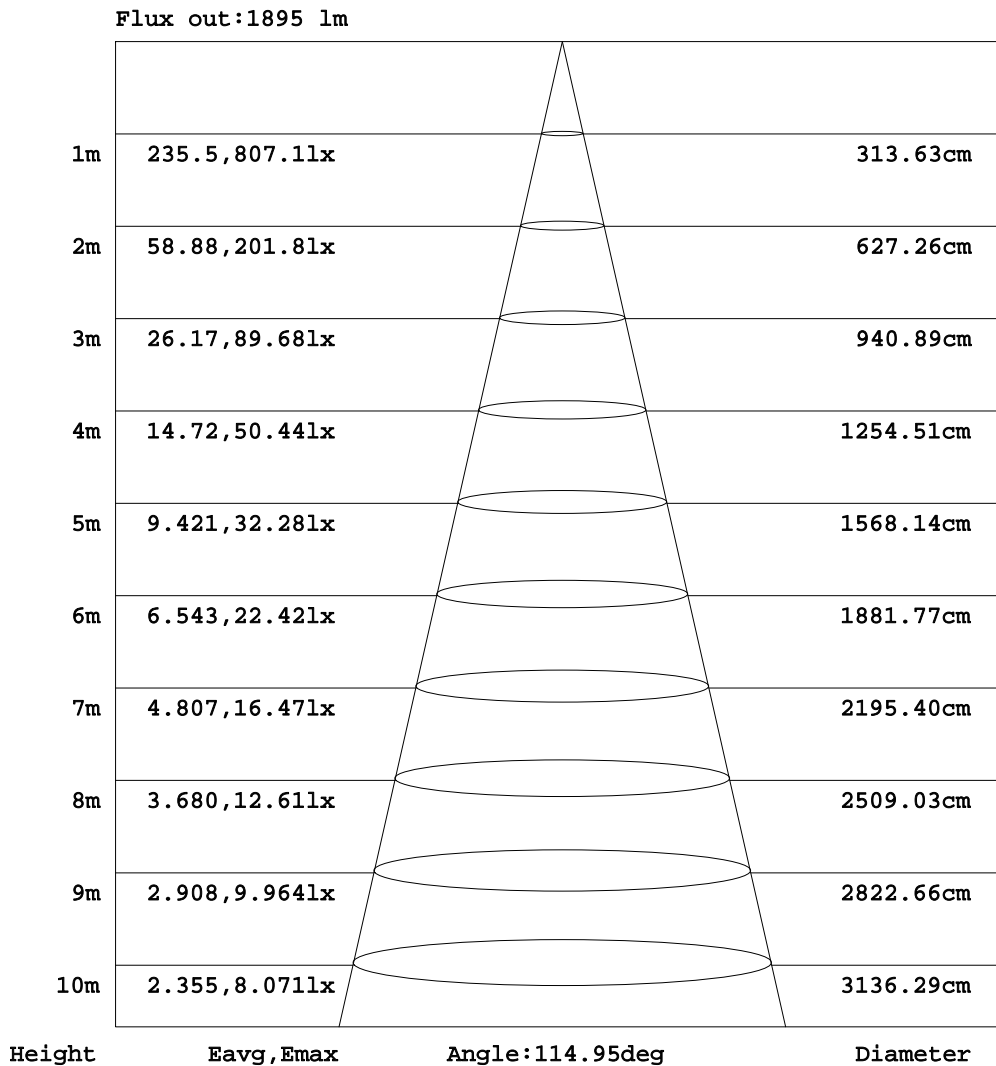 Flux out:1895 lm
1m 235.5,807.1lx 313.63cm
2m 58.88,201.8lx 627.26cm
3m 26.17,89.68lx 940.89cm
4m 14.72,50.44lx 1254.51cm
5m 9.421,32.28lx 1568.14cm
6m 6.543,22.42lx 1881.77cm
7m 4.807,16.47lx 2195.40cm
8m 3.680,12.61lx 2509.03cm
9m 2.908,9.964lx 2822.66cm
10m 2.355,8.071lx 3136.29cm
Height Eavg,Emax Angle:114.95deg Diameter